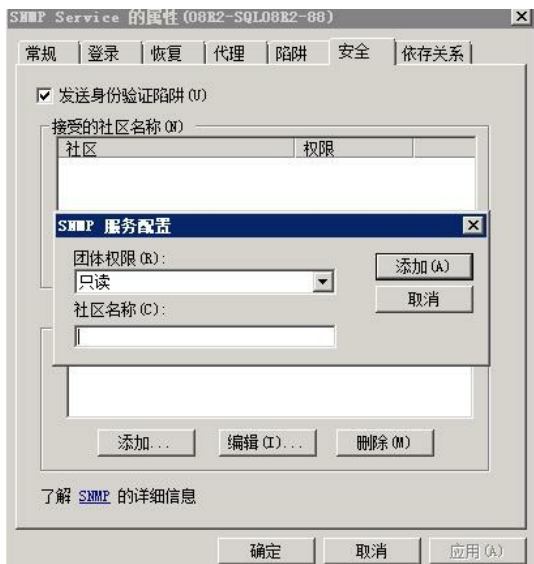 SNMP Service 的属性(08R2-SQL08R2-88)
常规 登录 恢复 代理 陷阱 安全 依存关系
发送身份验证陷阱(U)
接受的社区名称(N)
社区 权限
SNMP 服务配置
团体权限(R):
只读
添加(A)
取消
社区名称(C):
添加... 编辑(I)... 删除(M)
了解 SNMP 的详细信息
确定 取消 应用(A)